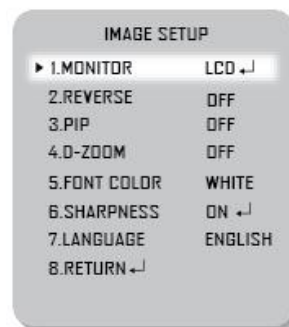 IMAGE SETUP
▶ 1.MONITOR LCD ↵
2.REVERSE OFF
3.PIP OFF
4.D-ZOOM OFF
5.FONT COLOR WHITE
6.SHARPNESS ON ↵
7.LANGUAGE ENGLISH
8.RETURN ↵